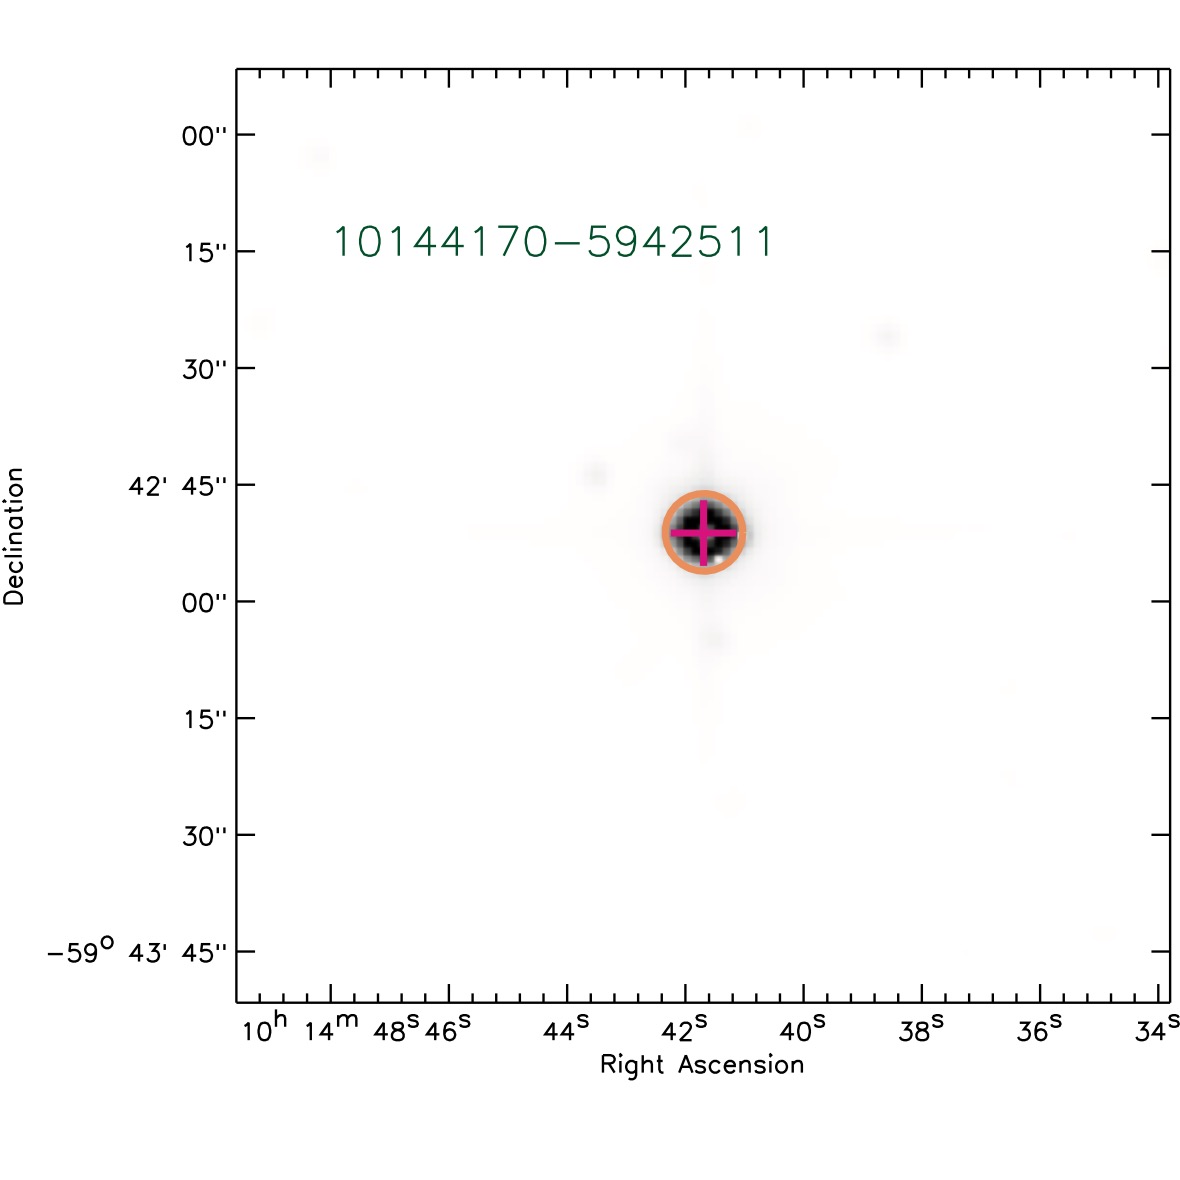 00"
10144170-5942511
15"
30"
42' 45"
Declination
00"
15"
30"
-59° 43' 45"
10h 14m 48s 46s 44s 42s 40s 38s 36s 34s
Right Ascension